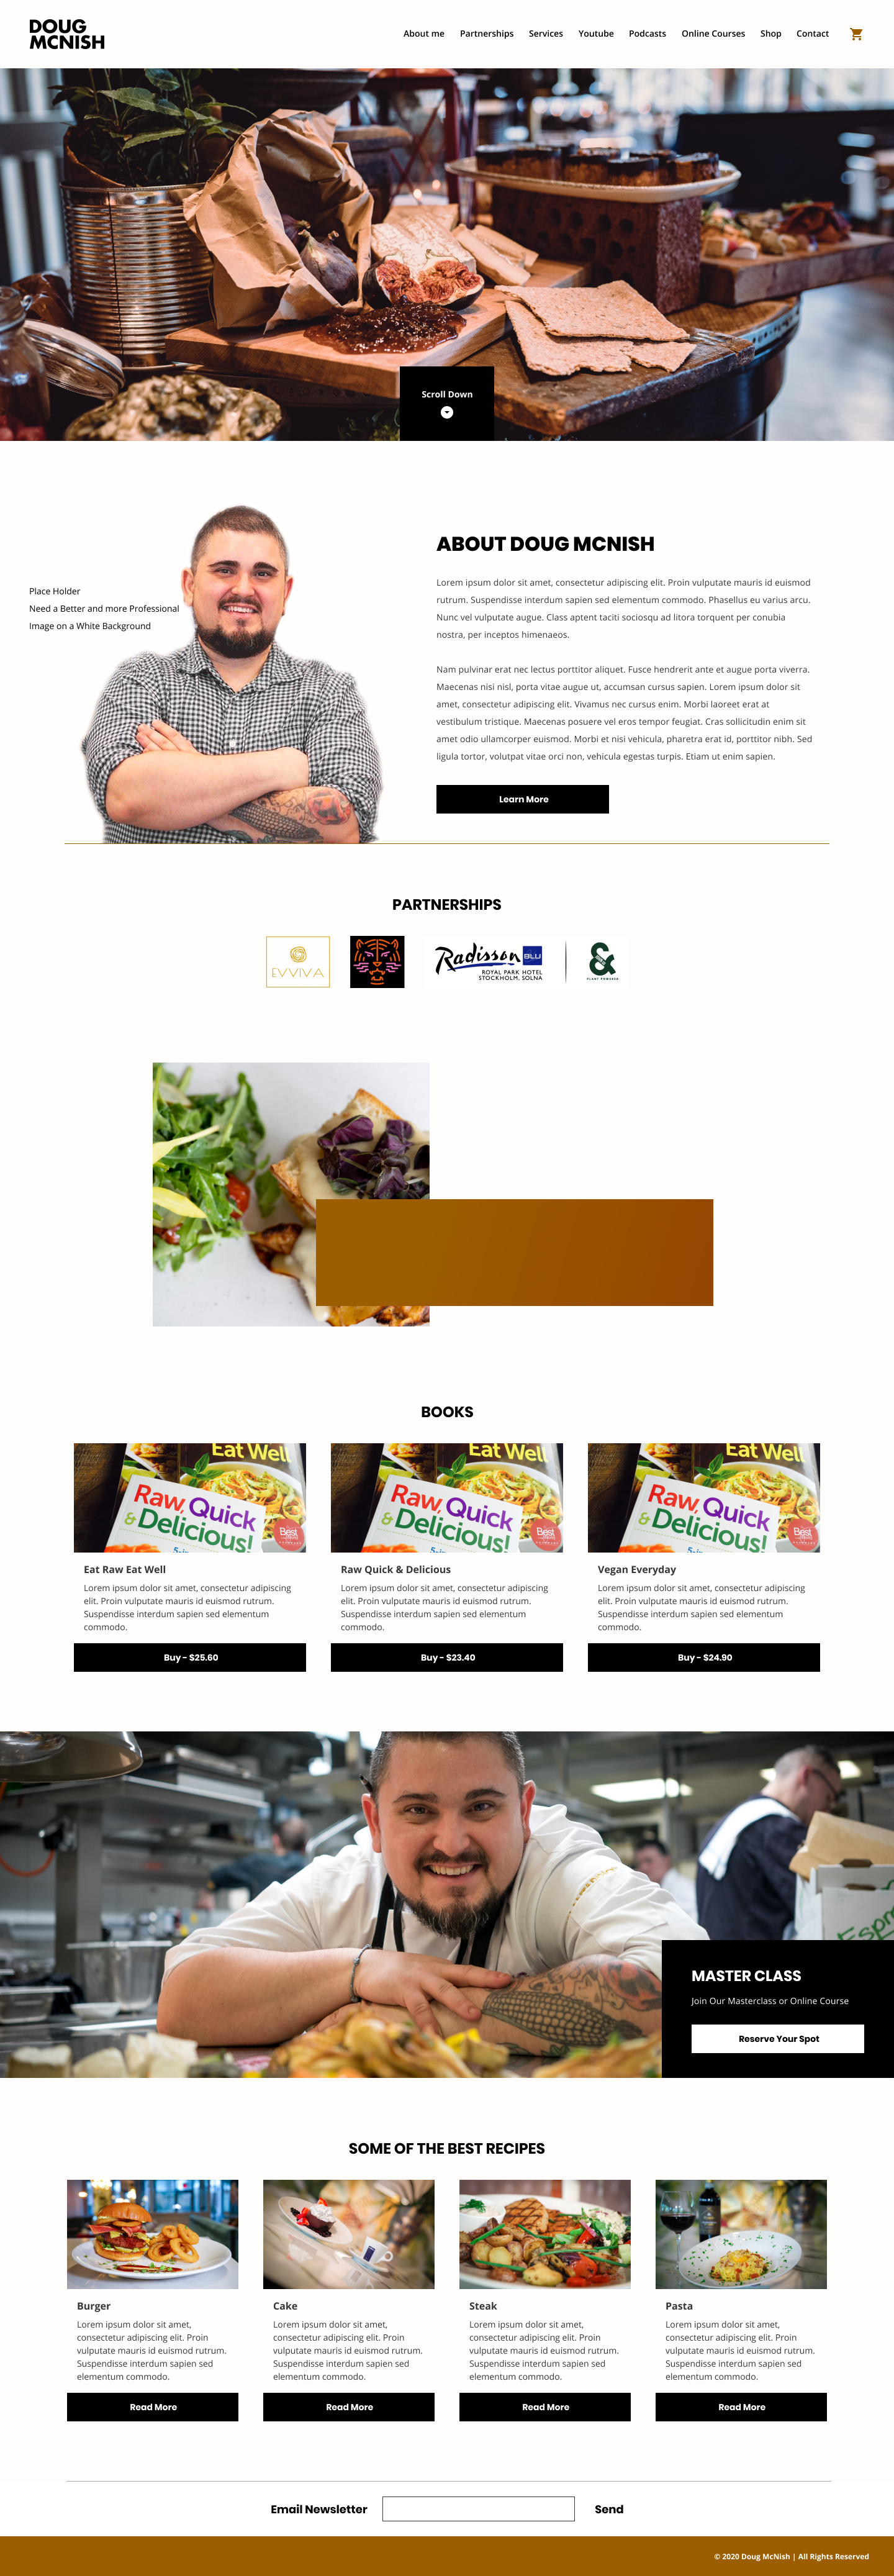 DOUG
MCNISH
About me Partnerships Services Youtube Podcasts Online Courses Shop Contact
Scroll Down
Place Holder
Need a Better and more Professional
Image on a White Background
ABOUT DOUG MCNISH
Lorem ipsum dolor sit amet, consectetur adipiscing elit. Proin vulputate mauris id euismod
rutrum. Suspendisse interdum sapien sed elementum commodo. Phasellus eu varius arcu.
Nunc vel vulputate augue. Class aptent taciti sociosqu ad litora torquent per conubia
nostra, per inceptos himenaeos.
Nam pulvinar erat nec lectus porttitor aliquet. Fusce hendrerit ante et augue porta viverra.
Maecenas nisi nisl, porta vitae augue ut, accumsan cursus sapien. Lorem ipsum dolor sit
amet, consectetur adipiscing elit. Vivamus nec cursus enim. Morbi laoreet erat at
vestibulum tristique. Maecenas posuere vel eros tempor feugiat. Cras sollicitudin enim sit
amet odio ullamcorper euismod. Morbi et nisi vehicula, pharetra erat id, porttitor nibh. Sed
ligula tortor, volutpat vitae orci non, vehicula egestas turpis. Etiam ut enim sapien.
Learn More
PARTNERSHIPS
EVVIVA
Radisson BLU
ROYAL PARK HOTEL
STOCKHOLM, SOLNA
&
PLANT POWERED
BOOKS
Eat Well
Raw, Quick
& Delicious!
Best
Eat Well
Raw, Quick
& Delicious!
Best
Eat Well
Raw, Quick
& Delicious!
Best
Eat Raw Eat Well
Lorem ipsum dolor sit amet, consectetur adipiscing
elit. Proin vulputate mauris id euismod rutrum.
Suspendisse interdum sapien sed elementum
commodo.
Buy - $25.60
Raw Quick & Delicious
Lorem ipsum dolor sit amet, consectetur adipiscing
elit. Proin vulputate mauris id euismod rutrum.
Suspendisse interdum sapien sed elementum
commodo.
Buy - $23.40
Vegan Everyday
Lorem ipsum dolor sit amet, consectetur adipiscing
elit. Proin vulputate mauris id euismod rutrum.
Suspendisse interdum sapien sed elementum
commodo.
Buy - $24.90
MASTER CLASS
Join Our Masterclass or Online Course
Reserve Your Spot
SOME OF THE BEST RECIPES
Burger
Lorem ipsum dolor sit amet,
consectetur adipiscing elit. Proin
vulputate mauris id euismod rutrum.
Suspendisse interdum sapien sed
elementum commodo.
Read More
Cake
Lorem ipsum dolor sit amet,
consectetur adipiscing elit. Proin
vulputate mauris id euismod rutrum.
Suspendisse interdum sapien sed
elementum commodo.
Read More
Steak
Lorem ipsum dolor sit amet,
consectetur adipiscing elit. Proin
vulputate mauris id euismod rutrum.
Suspendisse interdum sapien sed
elementum commodo.
Read More
Pasta
Lorem ipsum dolor sit amet,
consectetur adipiscing elit. Proin
vulputate mauris id euismod rutrum.
Suspendisse interdum sapien sed
elementum commodo.
Read More
Email Newsletter Send
© 2020 Doug McNish | All Rights Reserved